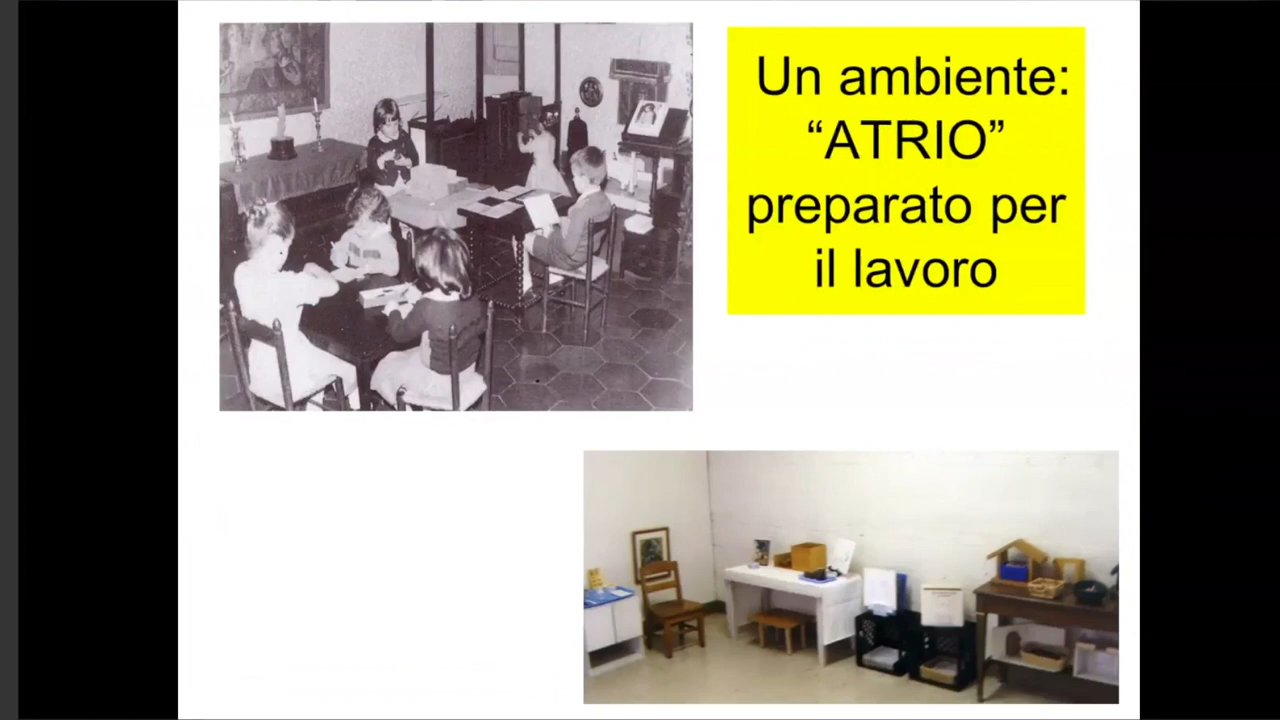 Un ambiente:
“ATRIO”
preparato per
il lavoro